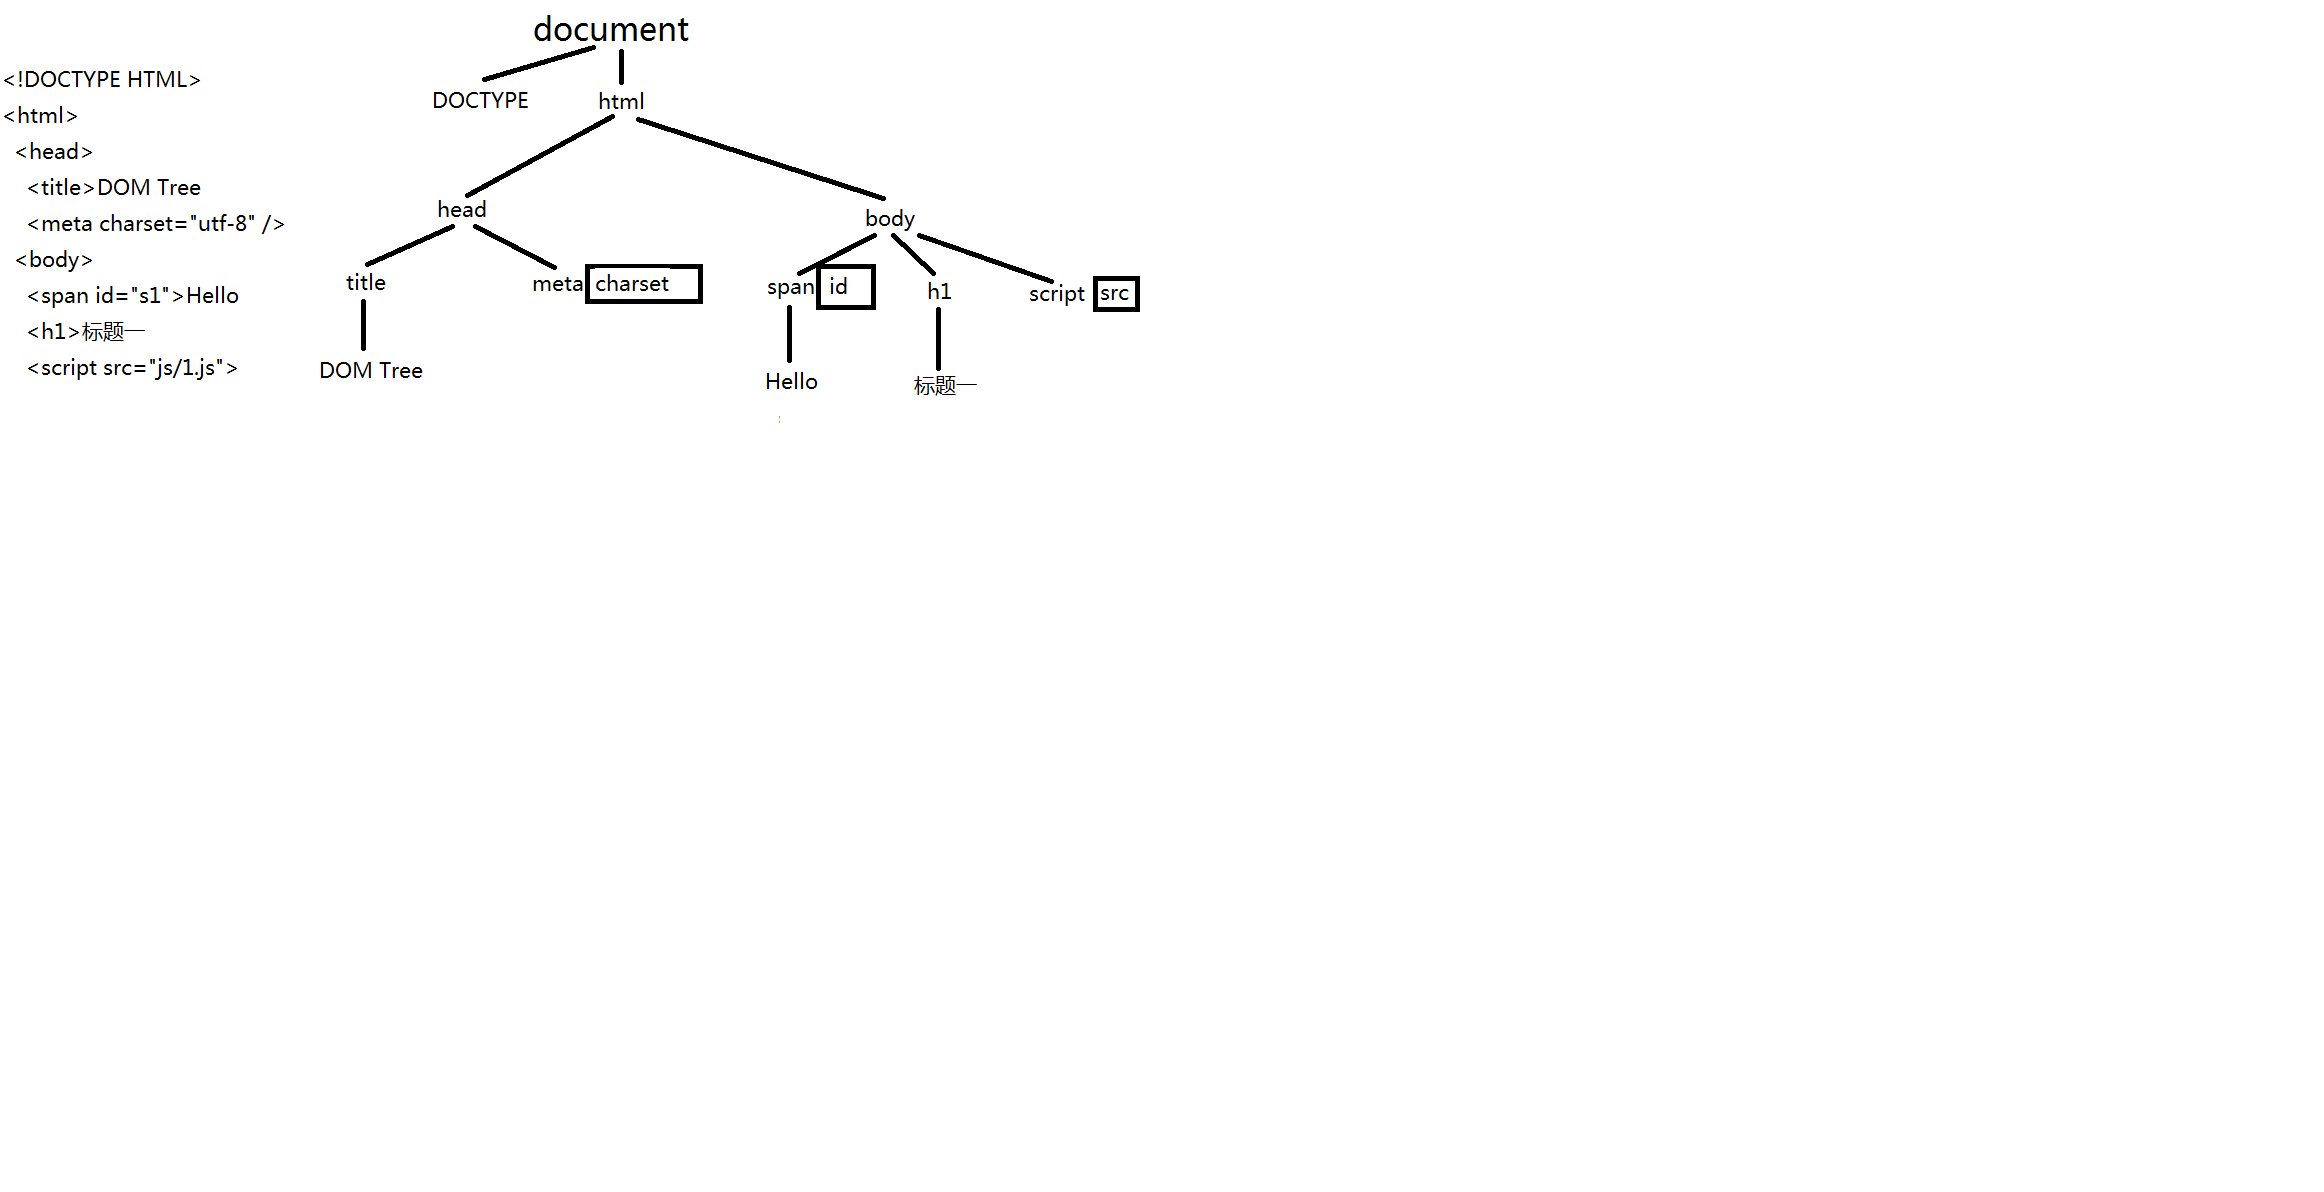 <!DOCTYPE HTML>
<html>
<head>
<title>DOM Tree
<meta charset="utf-8" />
<body>
<span id="s1">Hello
<h1>标题一
<script src="js/1.js">
document
DOCTYPE html
head body
title meta charset span id h1 script src
DOM Tree Hello 标题一